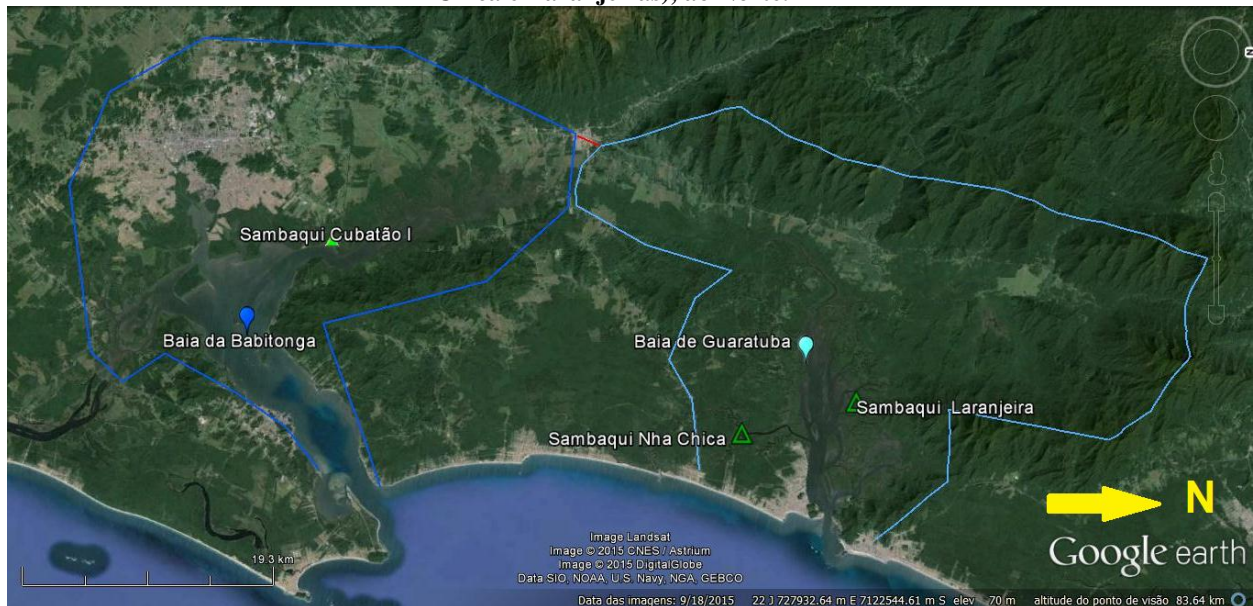 Sambaqui Cubatão I
Baia da Babitonga
Baia de Guaratuba
Sambaqui Laranjeira
Sambaqui Nha Chica
N
19.3 km
Image Landsat
Image © 2015 CNES / Astrium
Image © 2015 DigitalGlobe
Data SIO, NOAA, U.S. Navy, NGA, GEBCO
Google earth
Data das imagens: 9/18/2015 22 J 727932.64 m E 7122544.61 m S elev 70 m altitude do ponto de visão 83.64 km